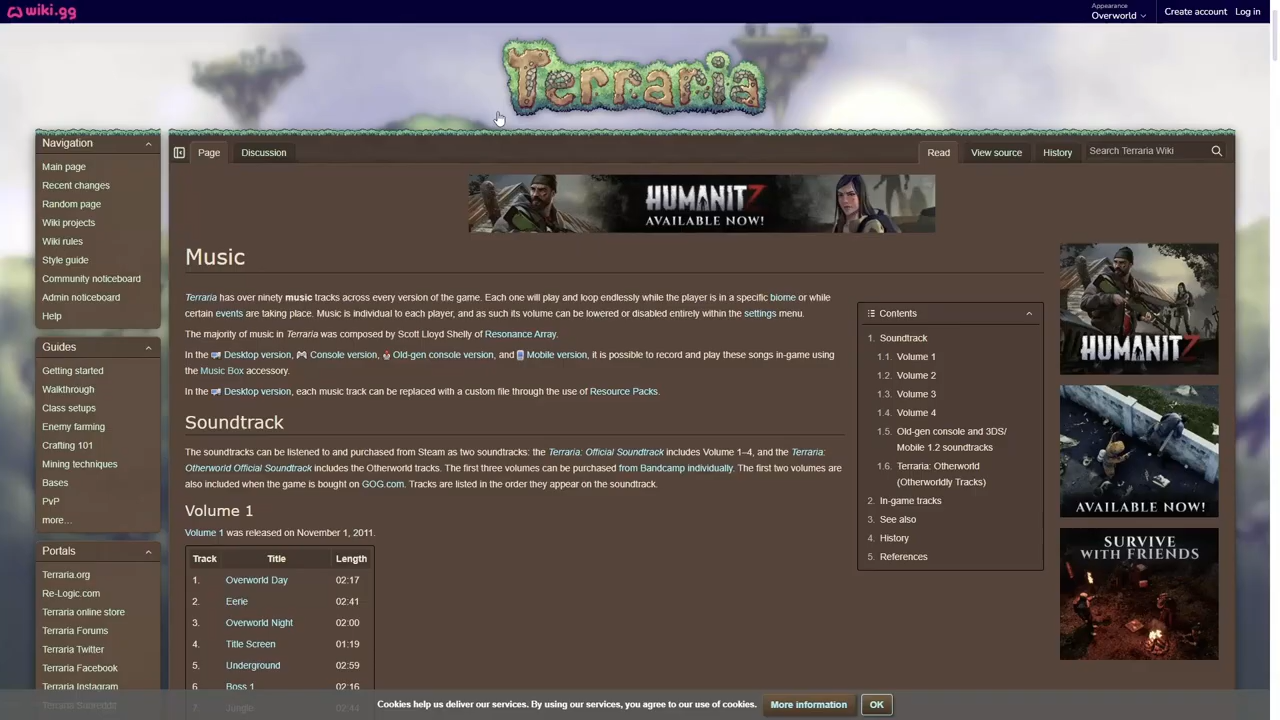 wiki.gg
Appearance
Overworld
Create account
Log in
Terraria
Navigation
Main page
Recent changes
Random page
Wiki projects
Wiki rules
Style guide
Community noticeboard
Admin noticeboard
Help
Guides
Getting started
Walkthrough
Class setups
Enemy farming
Crafting 101
Mining techniques
Bases
PvP
more...
Portals
Terraria.org
Re-Logic.com
Terraria online store
Terraria Forums
Terraria Twitter
Terraria Facebook
Terraria Instagram
Terraria Subreddit
Page
Discussion
Read
View source
History
Search Terraria Wiki
HUMANITZ
AVAILABLE NOW!
Music
Terraria has over ninety music tracks across every version of the game. Each one will play and loop endlessly while the player is in a specific biome or while
certain events are taking place. Music is individual to each player, and as such its volume can be lowered or disabled entirely within the settings menu.
The majority of music in Terraria was composed by Scott Lloyd Shelly of Resonance Array.
In the Desktop version, Console version, Old-gen console version, and Mobile version, it is possible to record and play these songs in-game using
the Music Box accessory.
In the Desktop version, each music track can be replaced with a custom file through the use of Resource Packs.
Soundtrack
The soundtracks can be listened to and purchased from Steam as two soundtracks: the Terraria: Official Soundtrack includes Volume 1–4, and the Terraria:
Otherworld Official Soundtrack includes the Otherworld tracks. The first three volumes can be purchased from Bandcamp individually. The first two volumes are
also included when the game is bought on GOG.com. Tracks are listed in the order they appear on the soundtrack.
Volume 1
Volume 1 was released on November 1, 2011.
Track Title Length
1. Overworld Day 02:17
2. Eerie 02:41
3. Overworld Night 02:00
4. Title Screen 01:19
5. Underground 02:59
6. Boss 1 02:16
7. Jungle 02:44
Contents
1. Soundtrack
1.1. Volume 1
1.2. Volume 2
1.3. Volume 3
1.4. Volume 4
1.5. Old-gen console and 3DS/
Mobile 1.2 soundtracks
1.6. Terraria: Otherworld
(Otherworldly Tracks)
2. In-game tracks
3. See also
4. History
5. References
HUMANITZ
AVAILABLE NOW!
SURVIVE
WITH FRIENDS
Cookies help us deliver our services. By using our services, you agree to our use of cookies.
More information
OK